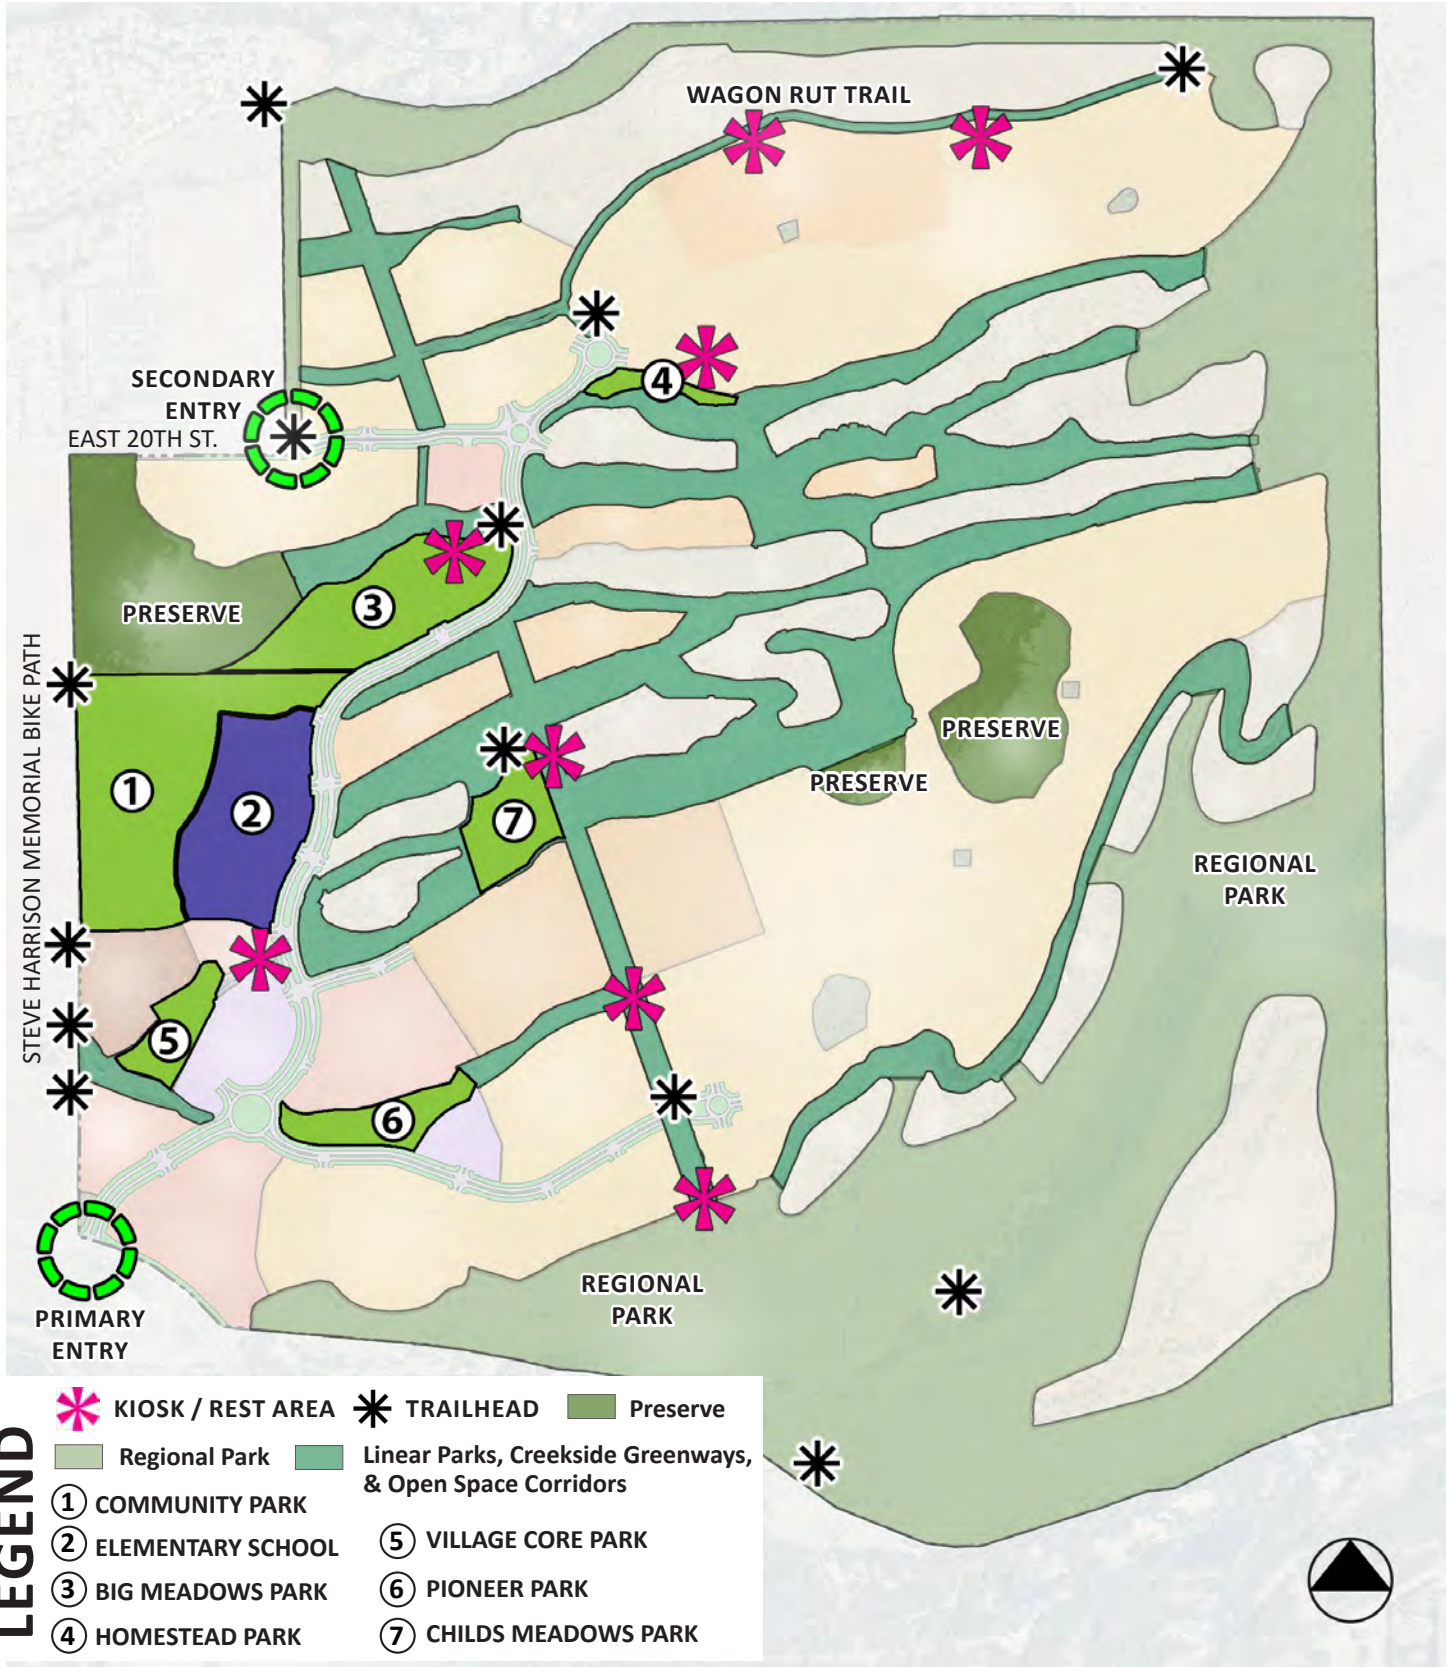 WAGON RUT TRAIL
SECONDARY
ENTRY
EAST 20TH ST.
4
PRESERVE
3
STEVE HARRISON MEMORIAL BIKE PATH
PRESERVE
PRESERVE
1
2
7
REGIONAL
PARK
5
6
REGIONAL
PARK
PRIMARY
ENTRY
LEGEND
KIOSK / REST AREA
TRAILHEAD
Preserve
Regional Park
Linear Parks, Creekside Greenways,
& Open Space Corridors
1 COMMUNITY PARK
2 ELEMENTARY SCHOOL
3 BIG MEADOWS PARK
4 HOMESTEAD PARK
5 VILLAGE CORE PARK
6 PIONEER PARK
7 CHILDS MEADOWS PARK